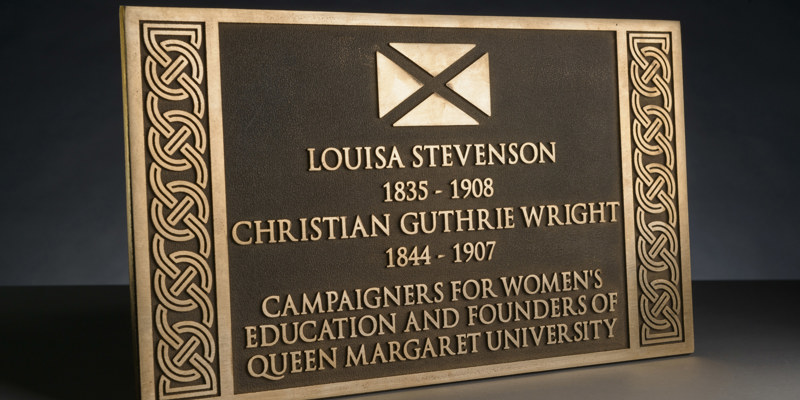 LOUISA STEVENSON
1835 - 1908
CHRISTIAN GUTHRIE WRIGHT
1844 - 1907
CAMPAIGNERS FOR WOMEN'S
EDUCATION AND FOUNDERS OF
QUEEN MARGARET UNIVERSITY